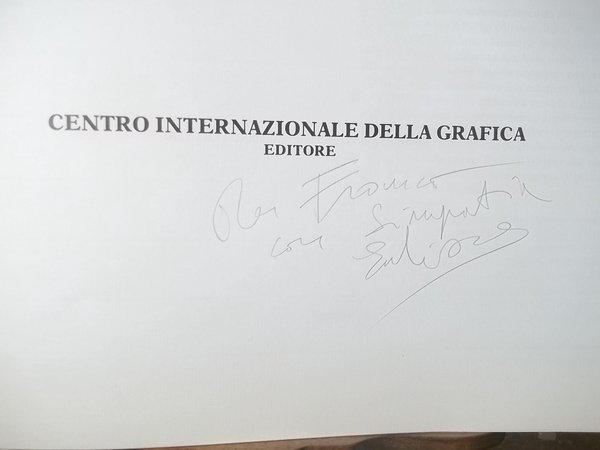 CENTRO INTERNAZIONALE DELLA GRAFICA
EDITORE
Per Franco
con simpatia